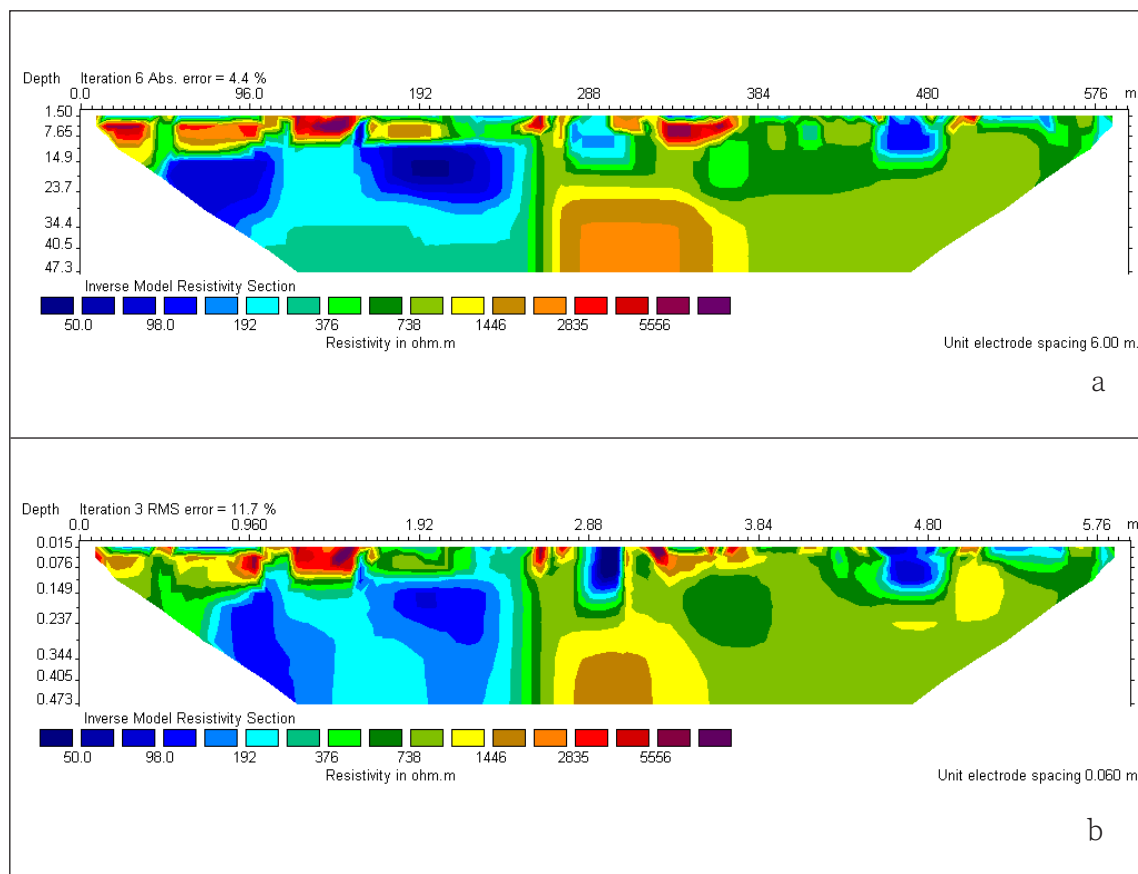 Depth Iteration 6 Abs. error = 4.4 %
0.0 96.0 192 288 384 480 576 m.
1.50
7.65
14.9
23.7
34.4
40.5
47.3
Inverse Model Resistivity Section
50.0 98.0 192 376 738 1446 2835 5556
Resistivity in ohm.m
Unit electrode spacing 6.00 m.
a
Depth Iteration 3 RMS error = 11.7 %
0.0 0.960 1.92 2.88 3.84 4.80 5.76 m
0.015
0.076
0.149
0.237
0.344
0.405
0.473
Inverse Model Resistivity Section
50.0 98.0 192 376 738 1446 2835 5556
Resistivity in ohm.m
Unit electrode spacing 0.060 m
b